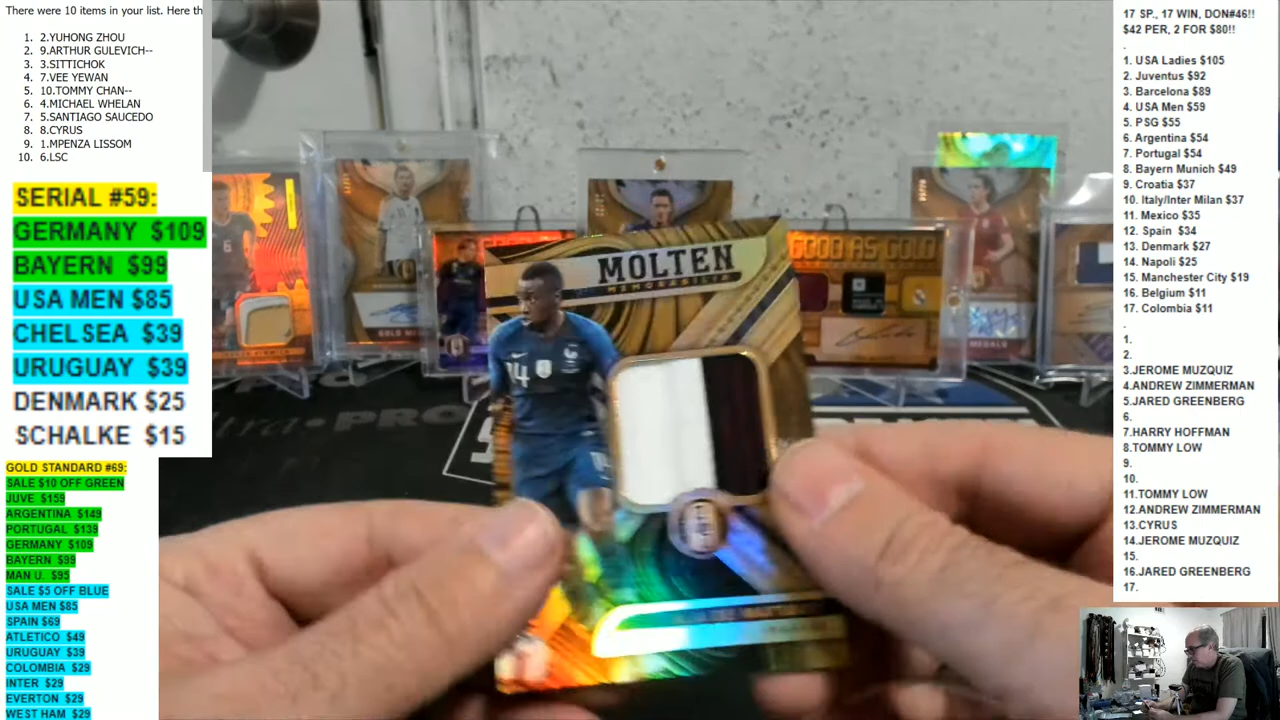 There were 10 items in your list. Here th
1. 2.YUHONG ZHOU
2. 9.ARTHUR GULEVICH--
3. 3.SITTICHOK
4. 7.VEE YEWAN
5. 10.TOMMY CHAN--
6. 4.MICHAEL WHELAN
7. 5.SANTIAGO SAUCEDO
8. 8.CYRUS
9. 1.MPENZA LISSOM
10. 6.LSC
SERIAL #59:
GERMANY $109
BAYERN $99
USA MEN $85
CHELSEA $39
URUGUAY $39
DENMARK $25
SCHALKE $15
GOLD STANDARD #69:
SALE $10 OFF GREEN
JUVE $159
ARGENTINA $149
PORTUGAL $139
GERMANY $109
BAYERN $99
MAN U. $95
SALE $5 OFF BLUE
USA MEN $85
SPAIN $69
ATLETICO $49
URUGUAY $39
COLOMBIA $29
INTER $29
EVERTON $29
WEST HAM $29
MOLTEN
MEMORABILIA
14
GOOD AS GOLD
17 SP., 17 WIN, DON#46!!
$42 PER, 2 FOR $80!!
.
1. USA Ladies $105
2. Juventus $92
3. Barcelona $89
4. USA Men $59
5. PSG $55
6. Argentina $54
7. Portugal $54
8. Bayern Munich $49
9. Croatia $37
10. Italy/Inter Milan $37
11. Mexico $35
12. Spain $34
13. Denmark $27
14. Napoli $25
15. Manchester City $19
16. Belgium $11
17. Colombia $11
.
1.
2.
3.JEROME MUZQUIZ
4.ANDREW ZIMMERMAN
5.JARED GREENBERG
6.
7.HARRY HOFFMAN
8.TOMMY LOW
9.
10.
11.TOMMY LOW
12.ANDREW ZIMMERMAN
13.CYRUS
14.JEROME MUZQUIZ
15.
16.JARED GREENBERG
17.